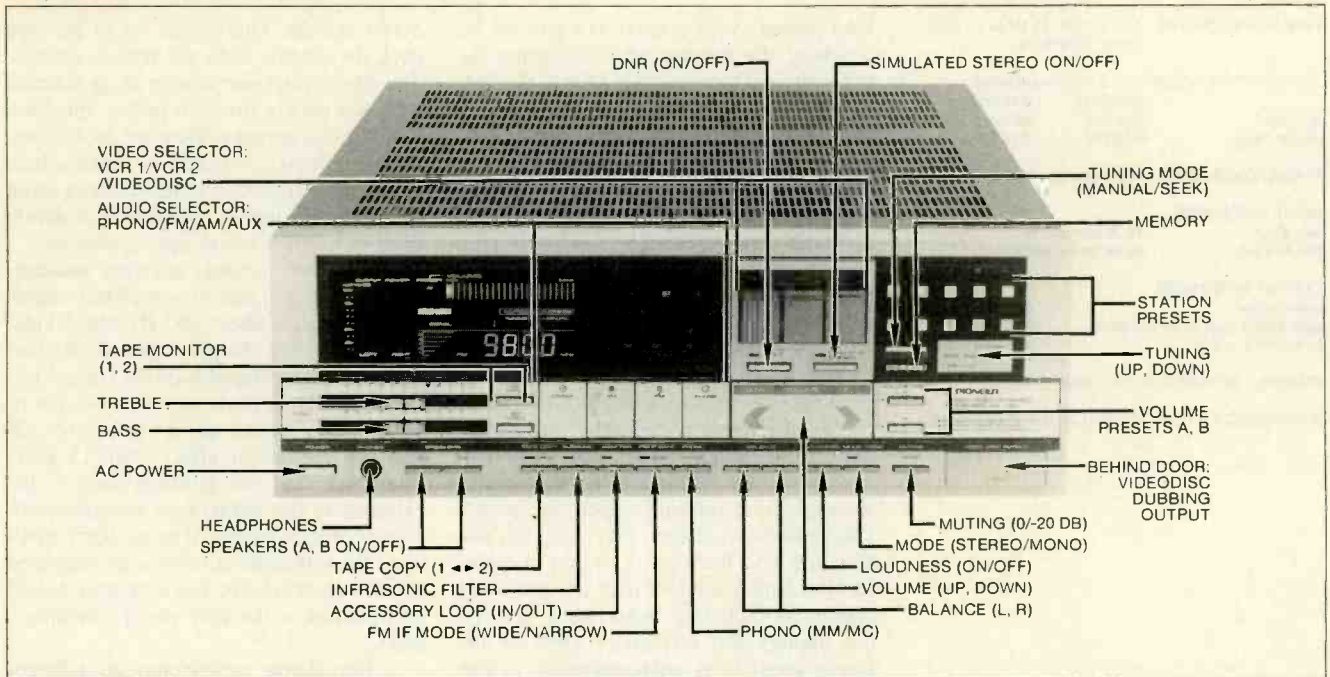 DNR (ON/OFF)
SIMULATED STEREO (ON/OFF)
VIDEO SELECTOR:
VCR 1/VCR 2
/VIDEODISC
AUDIO SELECTOR:
PHONO/FM/AM/AUX
TUNING MODE
(MANUAL/SEEK)
MEMORY
STATION
PRESETS
TAPE MONITOR
(1, 2)
TUNING
(UP, DOWN)
TREBLE
BASS
98.00
PIONEER
VOLUME
PRESETS A, B
AC POWER
BEHIND DOOR:
VIDEODISC
DUBBING
OUTPUT
HEADPHONES
SPEAKERS (A, B ON/OFF)
TAPE COPY (1 ◄► 2)
INFRASONIC FILTER
ACCESSORY LOOP (IN/OUT)
FM IF MODE (WIDE/NARROW)
MUTING (0/-20 DB)
MODE (STEREO/MONO)
LOUDNESS (ON/OFF)
VOLUME (UP, DOWN)
BALANCE (L, R)
PHONO (MM/MC)